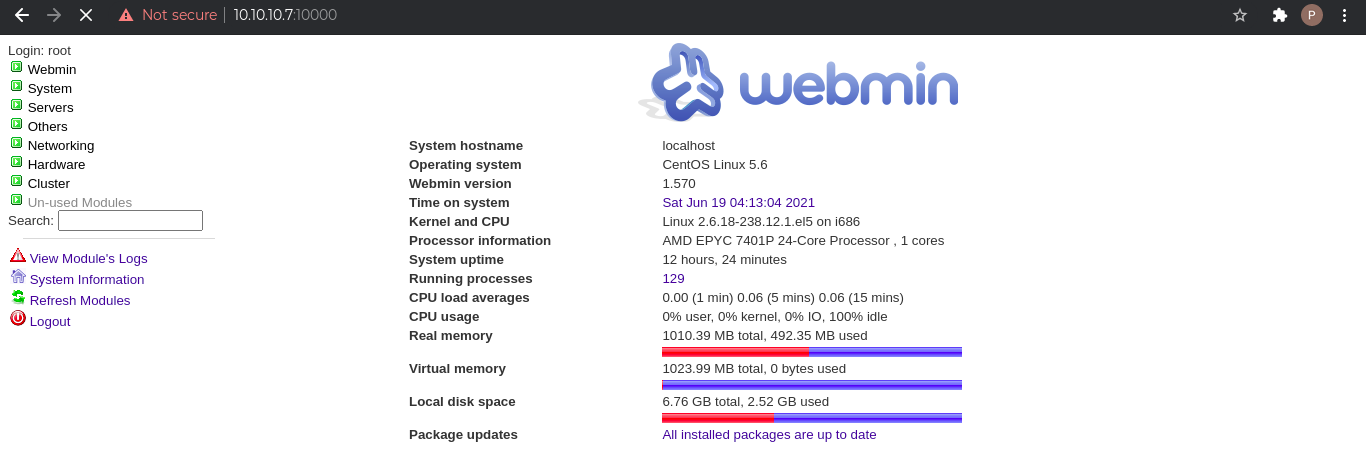 Not secure | 10.10.10.7:10000
P
Login: root
Webmin
System
Servers
Others
Networking
Hardware
Cluster
Un-used Modules
Search:
View Module's Logs
System Information
Refresh Modules
Logout
webmin
System hostname localhost
Operating system CentOS Linux 5.6
Webmin version 1.570
Time on system Sat Jun 19 04:13:04 2021
Kernel and CPU Linux 2.6.18-238.12.1.el5 on i686
Processor information AMD EPYC 7401P 24-Core Processor , 1 cores
System uptime 12 hours, 24 minutes
Running processes 129
CPU load averages 0.00 (1 min) 0.06 (5 mins) 0.06 (15 mins)
CPU usage 0% user, 0% kernel, 0% IO, 100% idle
Real memory 1010.39 MB total, 492.35 MB used
Virtual memory 1023.99 MB total, 0 bytes used
Local disk space 6.76 GB total, 2.52 GB used
Package updates All installed packages are up to date